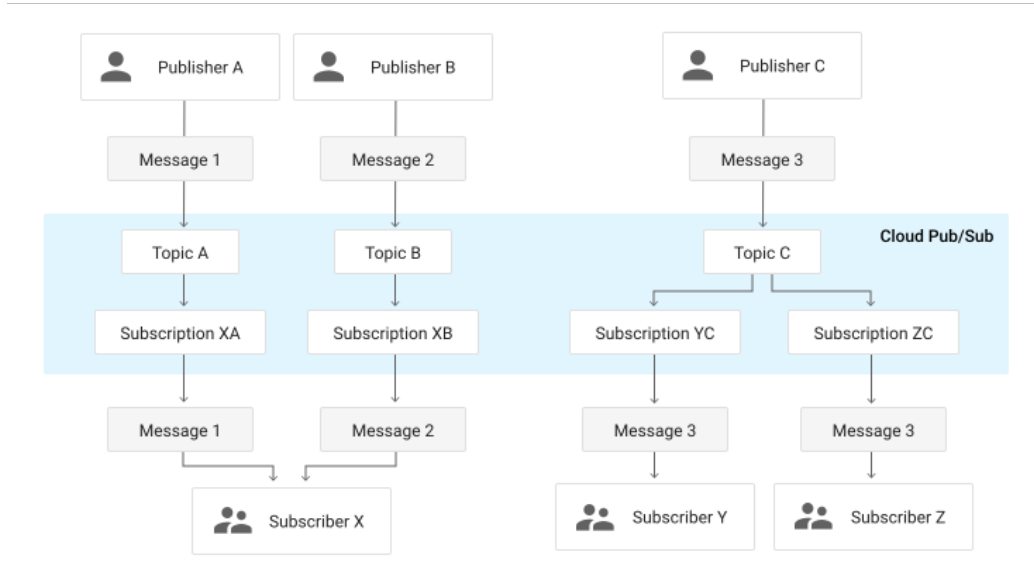 Publisher A
Publisher B
Publisher C
Message 1
Message 2
Message 3
Cloud Pub/Sub
Topic A
Topic B
Topic C
Subscription XA
Subscription XB
Subscription YC
Subscription ZC
Message 1
Message 2
Message 3
Message 3
Subscriber X
Subscriber Y
Subscriber Z